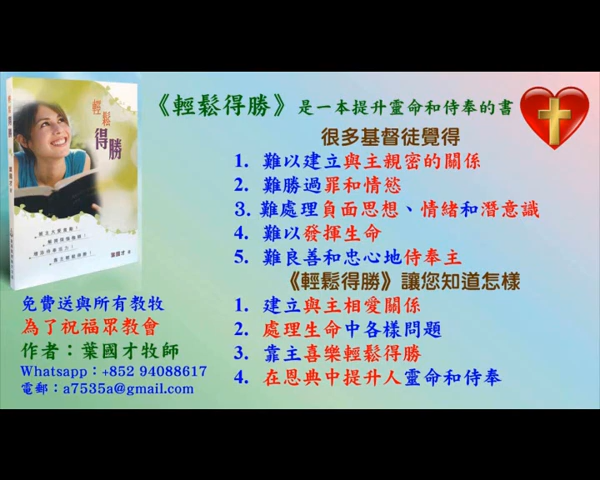 輕鬆
得勝
葉國才 著
《輕鬆得勝》是一本提升靈命和侍奉的書
很多基督徒覺得
1. 難以建立與主親密的關係
2. 難勝過罪和情慾
3. 難處理負面思想、情緒和潛意識
4. 難以發揮生命
5. 難良善和忠心地侍奉主
《輕鬆得勝》讓您知道怎樣
1. 建立與主相愛關係
2. 處理生命中各樣問題
3. 靠主喜樂輕鬆得勝
4. 在恩典中提升人靈命和侍奉
免費送與所有教牧
為了祝福眾教會
作者：葉國才牧師
Whatsapp：+852 94088617
電郵：a7535a@gmail.com